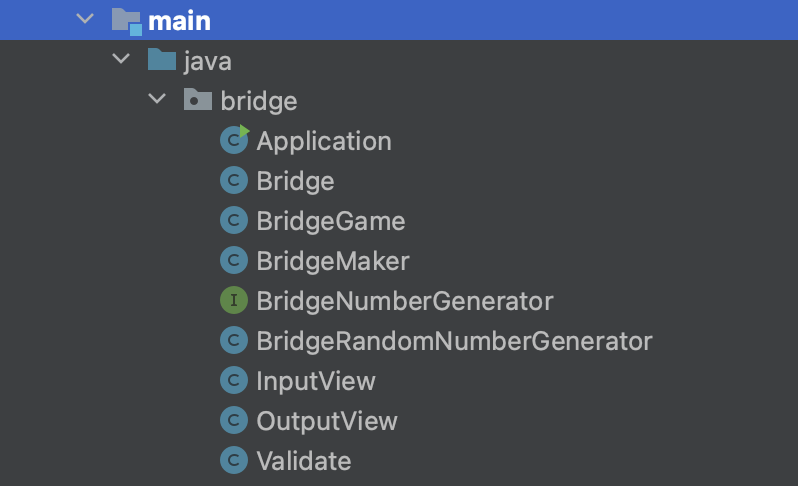 main
java
bridge
C Application
C Bridge
C BridgeGame
C BridgeMaker
I BridgeNumberGenerator
C BridgeRandomNumberGenerator
C InputView
C OutputView
C Validate